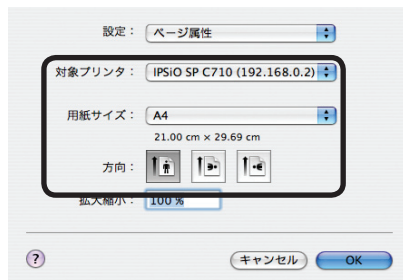 設定： ページ属性
対象プリンタ： IPSiO SP C710 (192.168.0.2)
用紙サイズ： A4
21.00 cm × 29.69 cm
方向：
拡大縮小： 100 %
? キャンセル OK